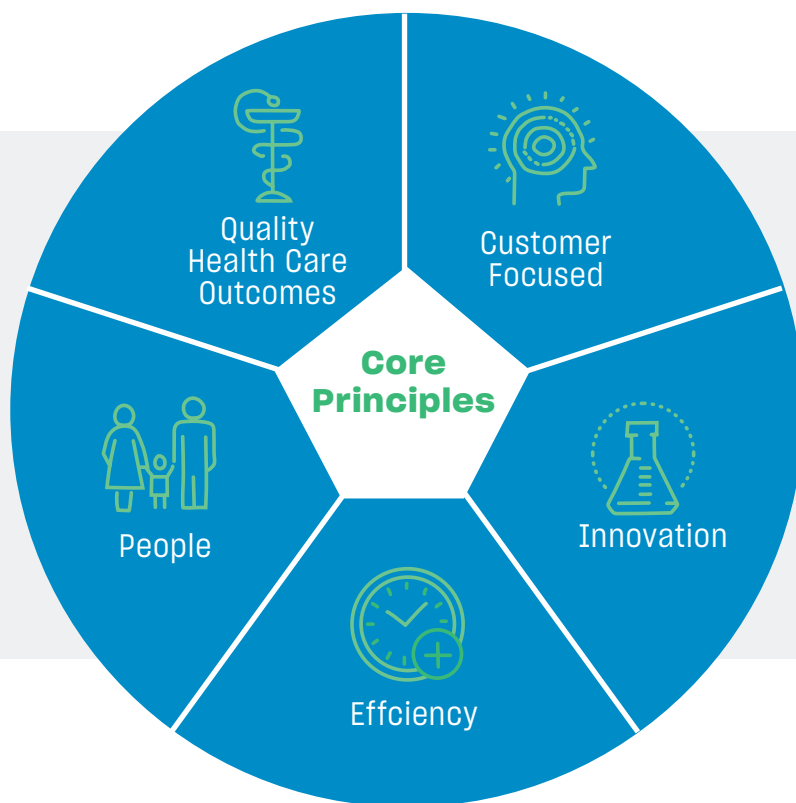 Quality
Health Care
Outcomes
Customer
Focused
Core
Principles
People
Innovation
Effciency